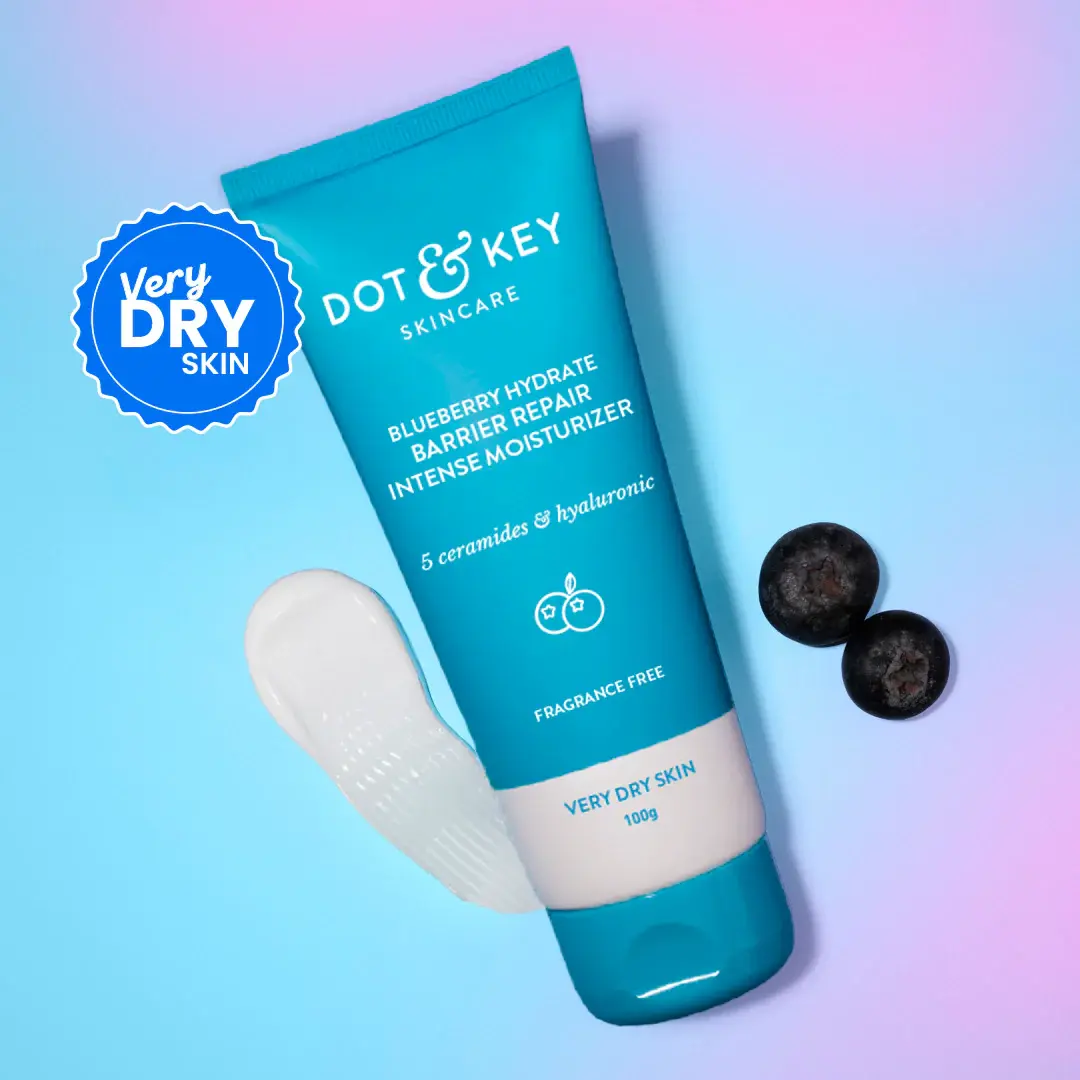 Very
DRY
SKIN
DOT & KEY
SKINCARE
BLUEBERRY HYDRATE
BARRIER REPAIR
INTENSE MOISTURIZER
5 ceramides & hyaluronic
FRAGRANCE FREE
VERY DRY SKIN
100g